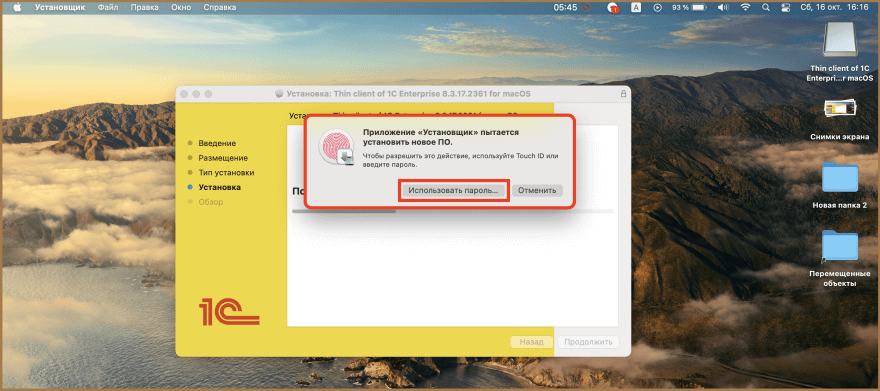 Установщик Файл Правка Окно Справка 05:45 1 A 93 % Сб, 16 окт. 16:16
Thin client of 1C
Enterpri...r macOS
Снимки экрана
Новая папка 2
Перемещенные
объекты
Установка: Thin client of 1C Enterprise 8.3.17.2361 for macOS
Введение
Размещение
Тип установки
Установка
Обзор
Приложение «Установщик» пытается
установить новое ПО.
Чтобы разрешить это действие, используйте Touch ID или
введите пароль.
Использовать пароль... Отменить
1C
Назад Продолжить